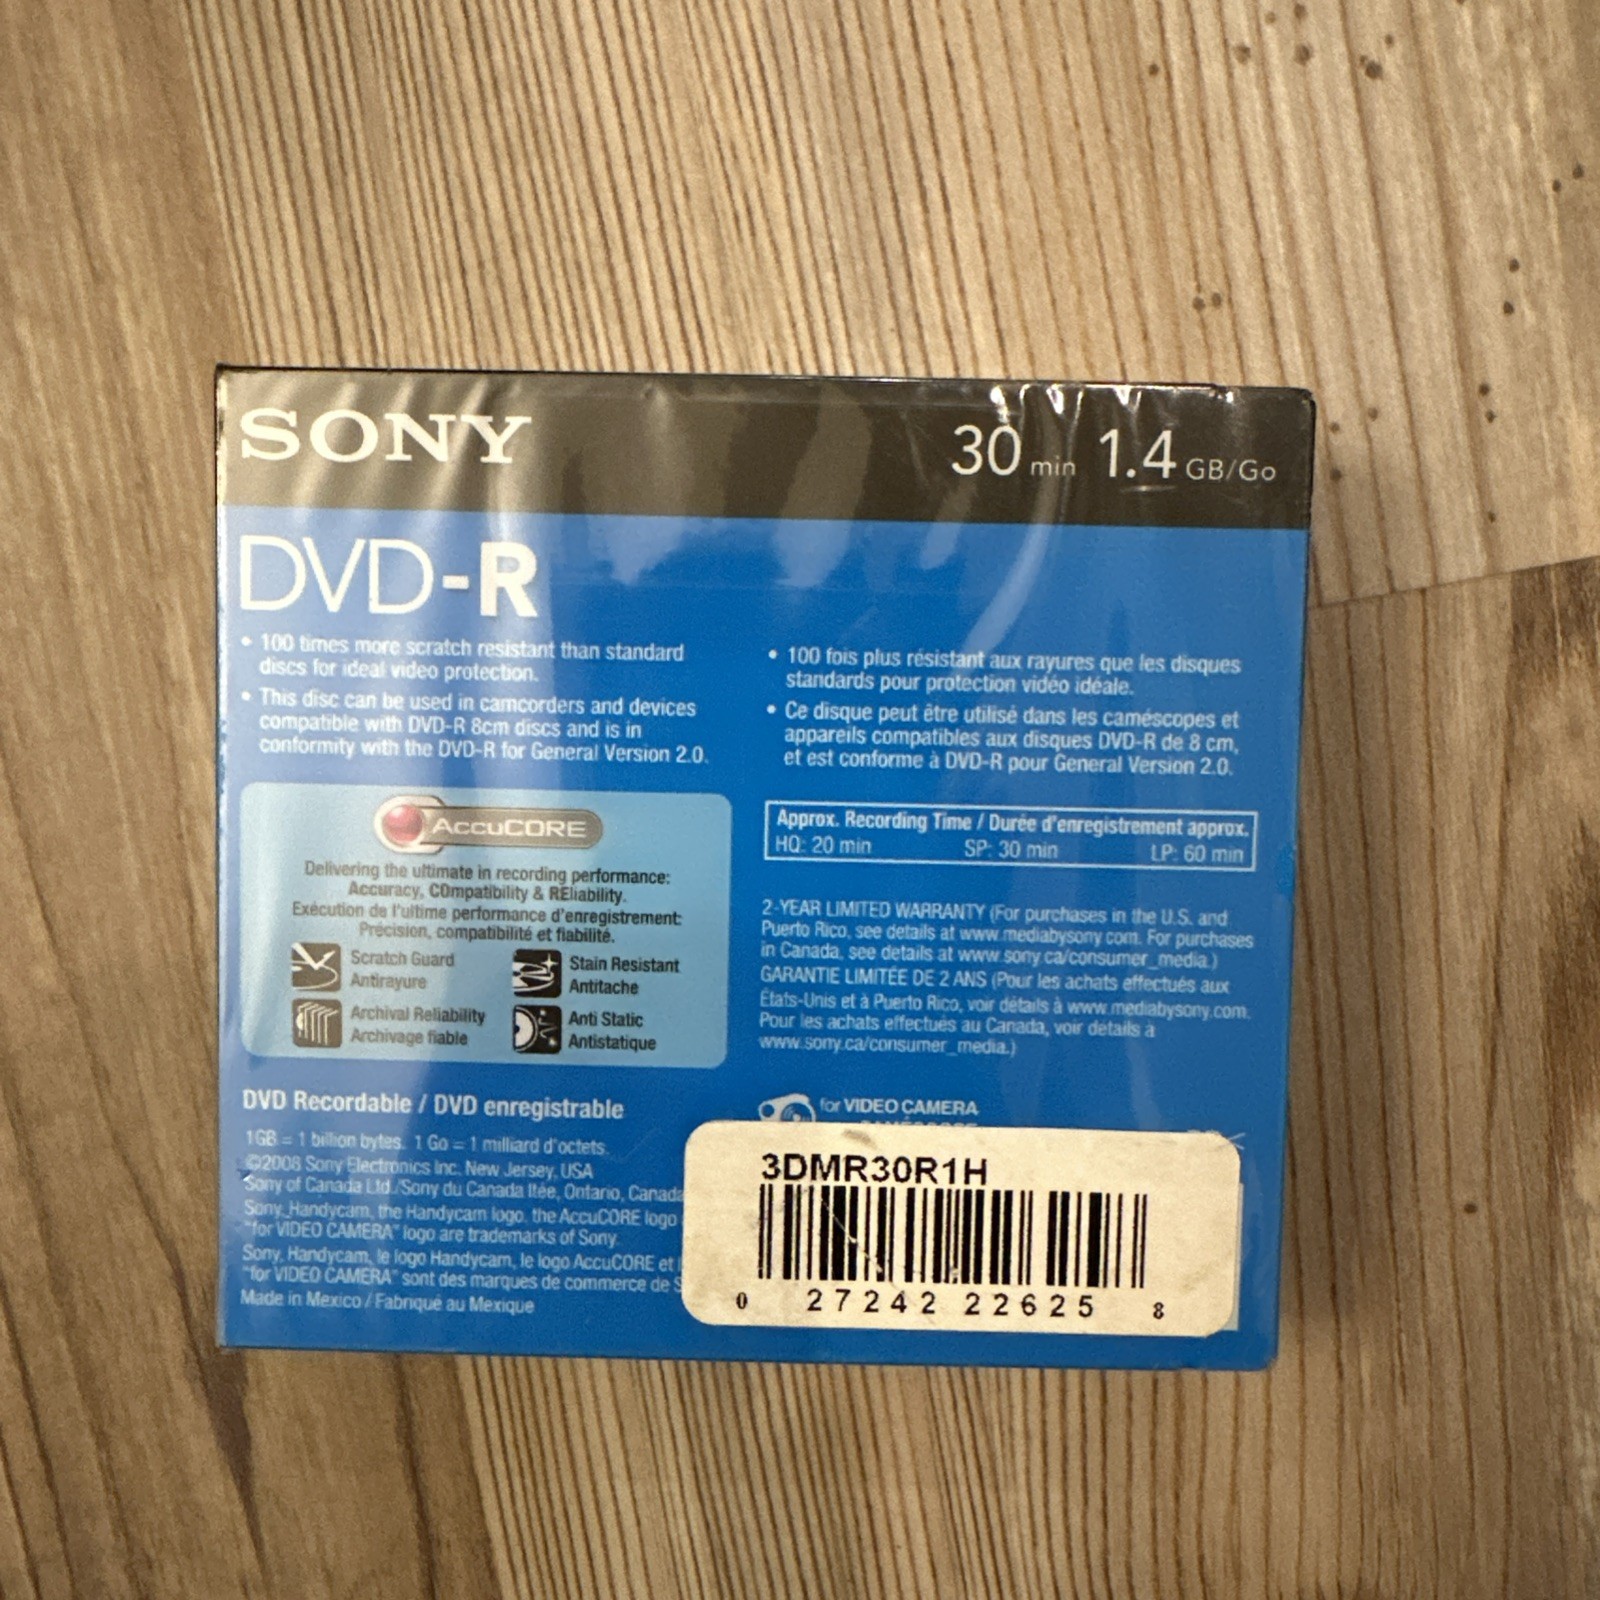 SONY
30 min 1.4 GB/Go
DVD-R
• 100 times more scratch resistant than standard
discs for ideal video protection.
• This disc can be used in camcorders and devices
compatible with DVD-R 8cm discs and is in
conformity with the DVD-R for General Version 2.0.
• 100 fois plus résistant aux rayures que les disques
standards pour protection vidéo idéale.
• Ce disque peut être utilisé dans les caméscopes et
appareils compatibles aux disques DVD-R de 8 cm,
et est conforme à DVD-R pour General Version 2.0.
AccuCORE
Delivering the ultimate in recording performance:
Accuracy, COmpatibility & REliability.
Exécution de l'ultime performance d'enregistrement:
Précision, compatibilité et fiabilité.
Scratch Guard
Antirayure
Stain Resistant
Antitache
Archival Reliability
Archivage fiable
Anti Static
Antistatique
Approx. Recording Time / Durée d'enregistrement approx.
HQ: 20 min SP: 30 min LP: 60 min
2-YEAR LIMITED WARRANTY (For purchases in the U.S. and
Puerto Rico, see details at www.mediabysony.com. For purchases
in Canada, see details at www.sony.ca/consumer_media.)
GARANTIE LIMITÉE DE 2 ANS (Pour les achats effectués aux
États-Unis et à Puerto Rico, voir détails à www.mediabysony.com.
Pour les achats effectués au Canada, voir détails à
www.sony.ca/consumer_media.)
DVD Recordable / DVD enregistrable
1GB = 1 billion bytes. 1 Go = 1 milliard d'octets.
©2008 Sony Electronics Inc. New Jersey, USA
Sony of Canada Ltd./Sony du Canada ltée, Ontario, Canada
Sony, Handycam, the Handycam logo, the AccuCORE logo
"for VIDEO CAMERA" logo are trademarks of Sony.
Sony, Handycam, le logo Handycam, le logo AccuCORE et
"for VIDEO CAMERA" sont des marques de commerce de
Made in Mexico / Fabriqué au Mexique
for VIDEO CAMERA
3DMR30R1H
0 27242 22625 8